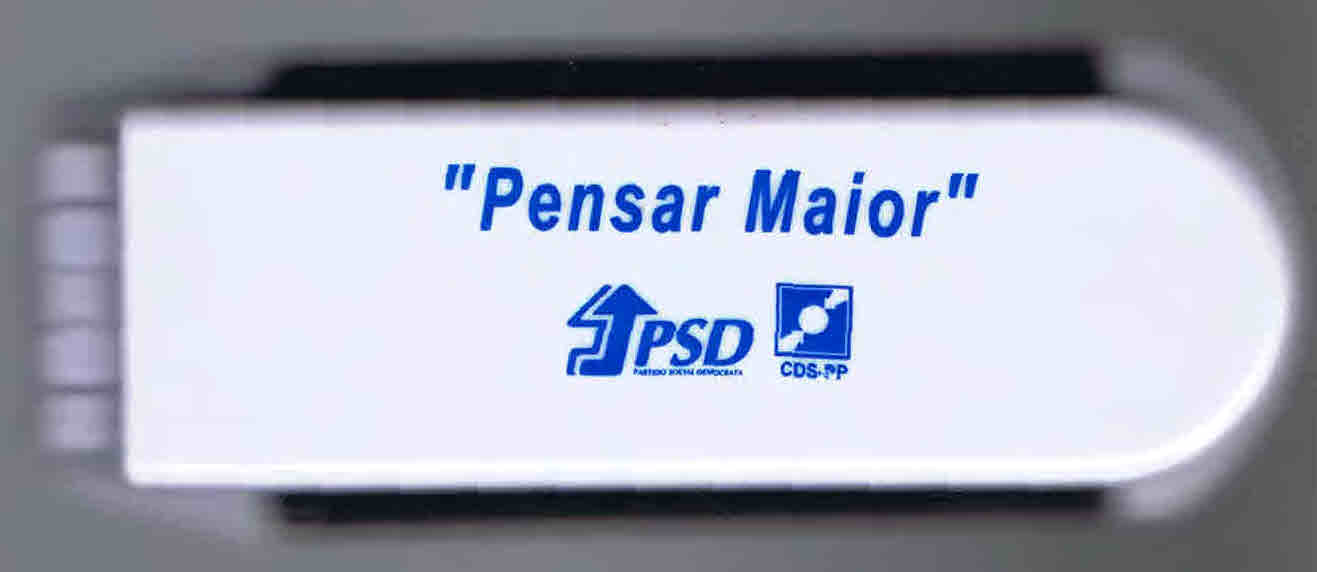 "Pensar Maior"
PSD
PARTIDO SOCIAL DEMOCRATA
CDS-PP